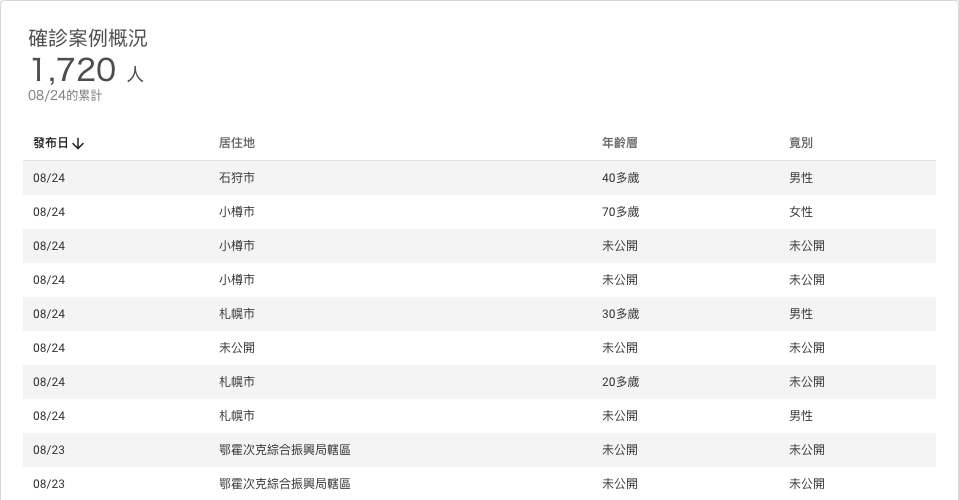 確診案例概況
1,720 人
08/24的累計
發布日↓ 居住地 年齡層 竟別
08/24 石狩市 40多歲 男性
08/24 小樽市 70多歲 女性
08/24 小樽市 未公開 未公開
08/24 小樽市 未公開 未公開
08/24 札幌市 30多歲 男性
08/24 未公開 未公開 未公開
08/24 札幌市 20多歲 未公開
08/24 札幌市 未公開 男性
08/23 鄂霍次克綜合振興局轄區 未公開 未公開
08/23 鄂霍次克綜合振興局轄區 未公開 未公開